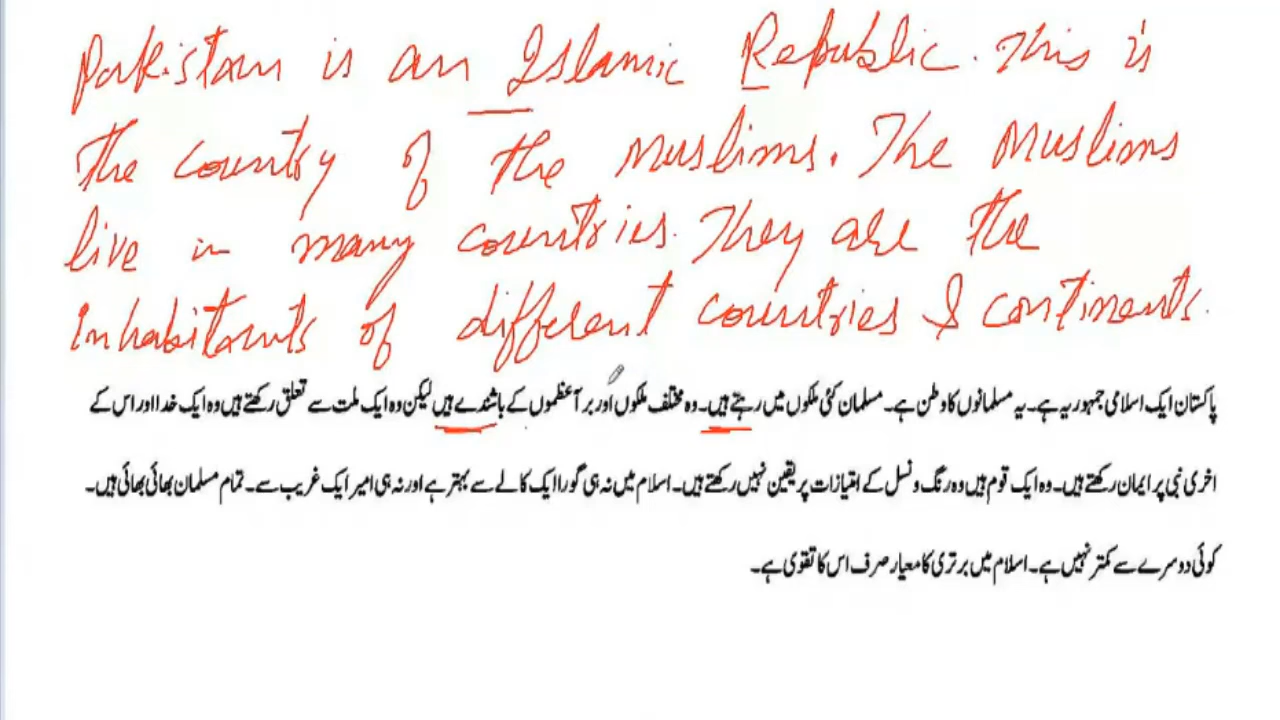 Pakistan is an Islamic Republic. This is
the country of the Muslims. The Muslims
live in many countries. They are the
Inhabitants of different countries & continents.
پاکستان ایک اسلامی جمہوریہ ہے۔ یہ مسلمانوں کا وطن ہے۔ مسلمان کئی ملکوں میں رہتے ہیں۔ وہ مختلف ملکوں اور بر آعظموں کے باشندے ہیں لیکن وہ ایک ملت سے تعلق رکھتے ہیں وہ ایک خدا اور اس کے
اخری نبی پر ایمان رکھتے ہیں۔ وہ ایک قوم ہیں وہ رنگ و نسل کے امتیازات پر یقین نہیں رکھتے ہیں۔ اسلام میں نہ ہی گورا ایک کالے سے بہتر ہے اور نہ ہی امیر ایک غریب سے۔ تمام مسلمان بھائی بھائی ہیں۔
کوئی دوسرے سے کمتر نہیں ہے۔ اسلام میں برتری کا معیار صرف اس کا تقوی ہے۔